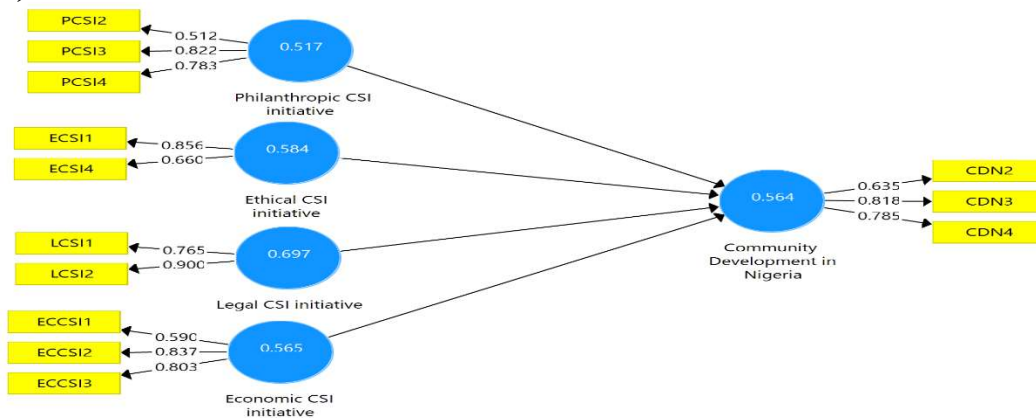 PCSI2
0.512
PCSI3
0.822
PCSI4
0.783
0.517
Philanthropic CSI
initiative
ECSI1
0.856
ECSI4
0.660
0.584
Ethical CSI
initiative
LCSI1
0.765
LCSI2
0.900
0.697
Legal CSI initiative
ECCSI1
0.590
ECCSI2
0.837
ECCSI3
0.803
0.565
Economic CSI
initiative
0.564
Community
Development in
Nigeria
0.635
CDN2
0.818
CDN3
0.785
CDN4